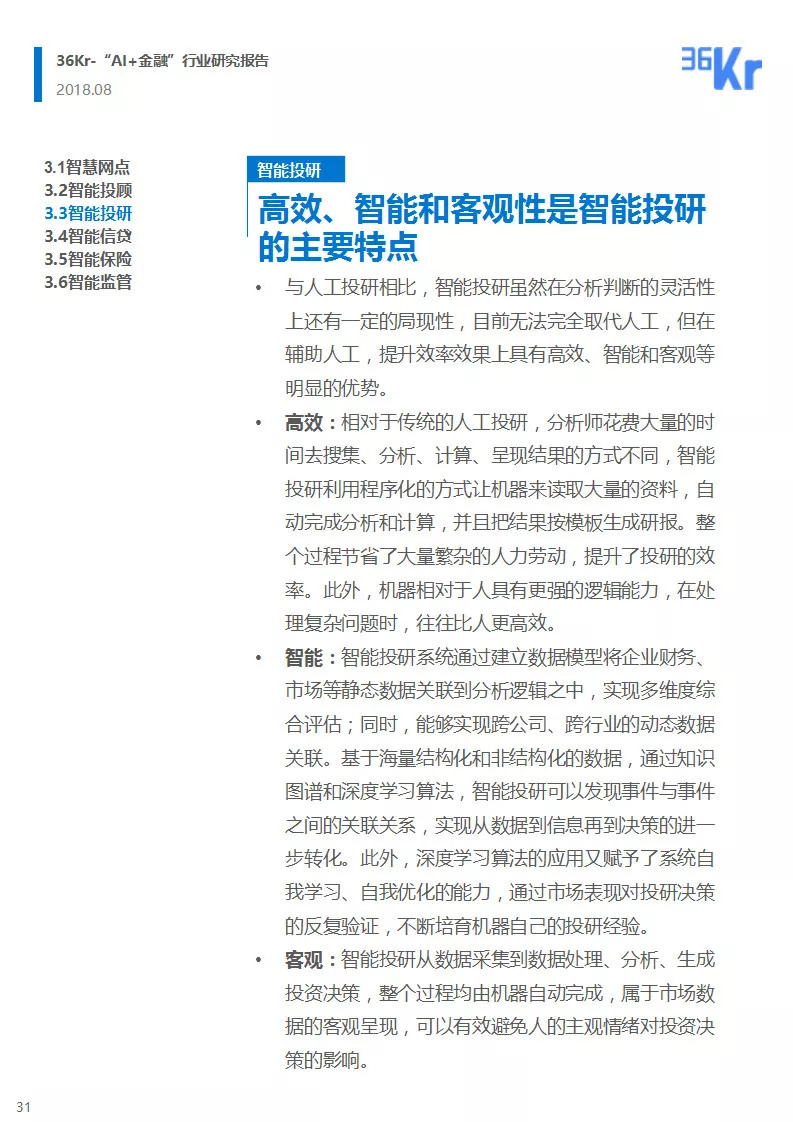 36Kr-“AI+金融”行业研究报告
2018.08
36Kr
3.1智慧网点
3.2智能投顾
3.3智能投研
3.4智能信贷
3.5智能保险
3.6智能监管
智能投研
高效、智能和客观性是智能投研
的主要特点
• 与人工投研相比，智能投研虽然在分析判断的灵活性
上还有一定的局现性，目前无法完全取代人工，但在
辅助人工，提升效率效果上具有高效、智能和客观等
明显的优势。
• 高效：相对于传统的人工投研，分析师花费大量的时
间去搜集、分析、计算、呈现结果的方式不同，智能
投研利用程序化的方式让机器来读取大量的资料，自
动完成分析和计算，并且把结果按模板生成研报。整
个过程节省了大量繁杂的人力劳动，提升了投研的效
率。此外，机器相对于人具有更强的逻辑能力，在处
理复杂问题时，往往比人更高效。
• 智能：智能投研系统通过建立数据模型将企业财务、
市场等静态数据关联到分析逻辑之中，实现多维度综
合评估；同时，能够实现跨公司、跨行业的动态数据
关联。基于海量结构化和非结构化的数据，通过知识
图谱和深度学习算法，智能投研可以发现事件与事件
之间的关联关系，实现从数据到信息再到决策的进一
步转化。此外，深度学习算法的应用又赋予了系统自
我学习、自我优化的能力，通过市场表现对投研决策
的反复验证，不断培育机器自己的投研经验。
• 客观：智能投研从数据采集到数据处理、分析、生成
投资决策，整个过程均由机器自动完成，属于市场数
据的客观呈现，可以有效避免人的主观情绪对投资决
策的影响。
31